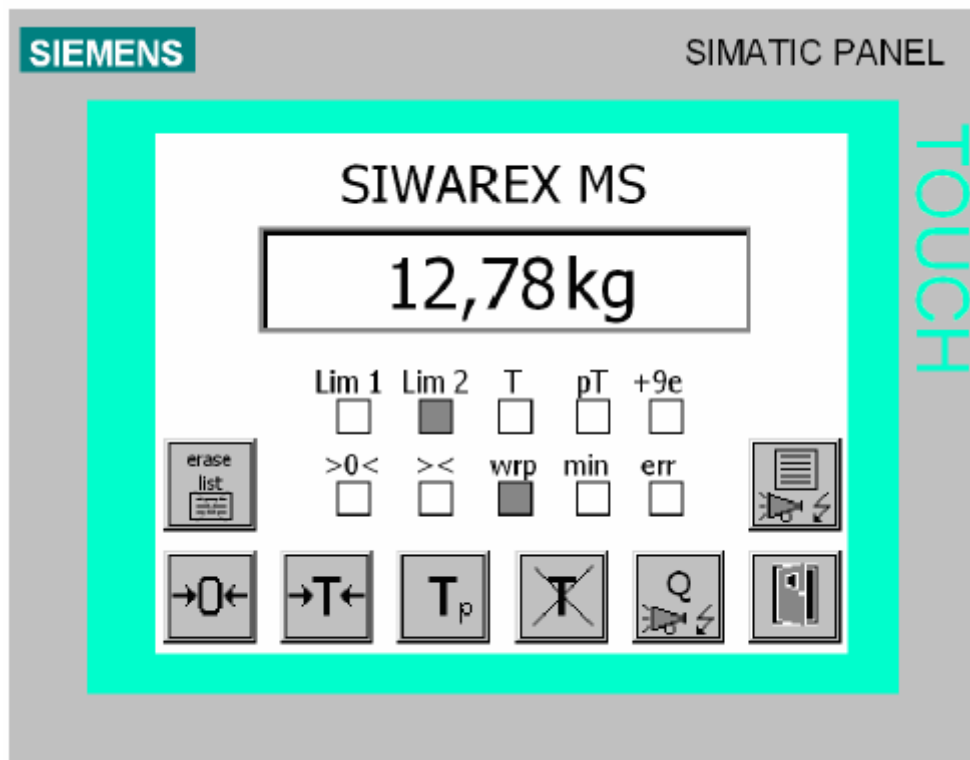 SIEMENS
SIMATIC PANEL
TOUCH
SIWAREX MS
12,78 kg
Lim 1 Lim 2 T pT +9e
erase
list
>0< >< wrp min err
→0← →T← Tp T Q